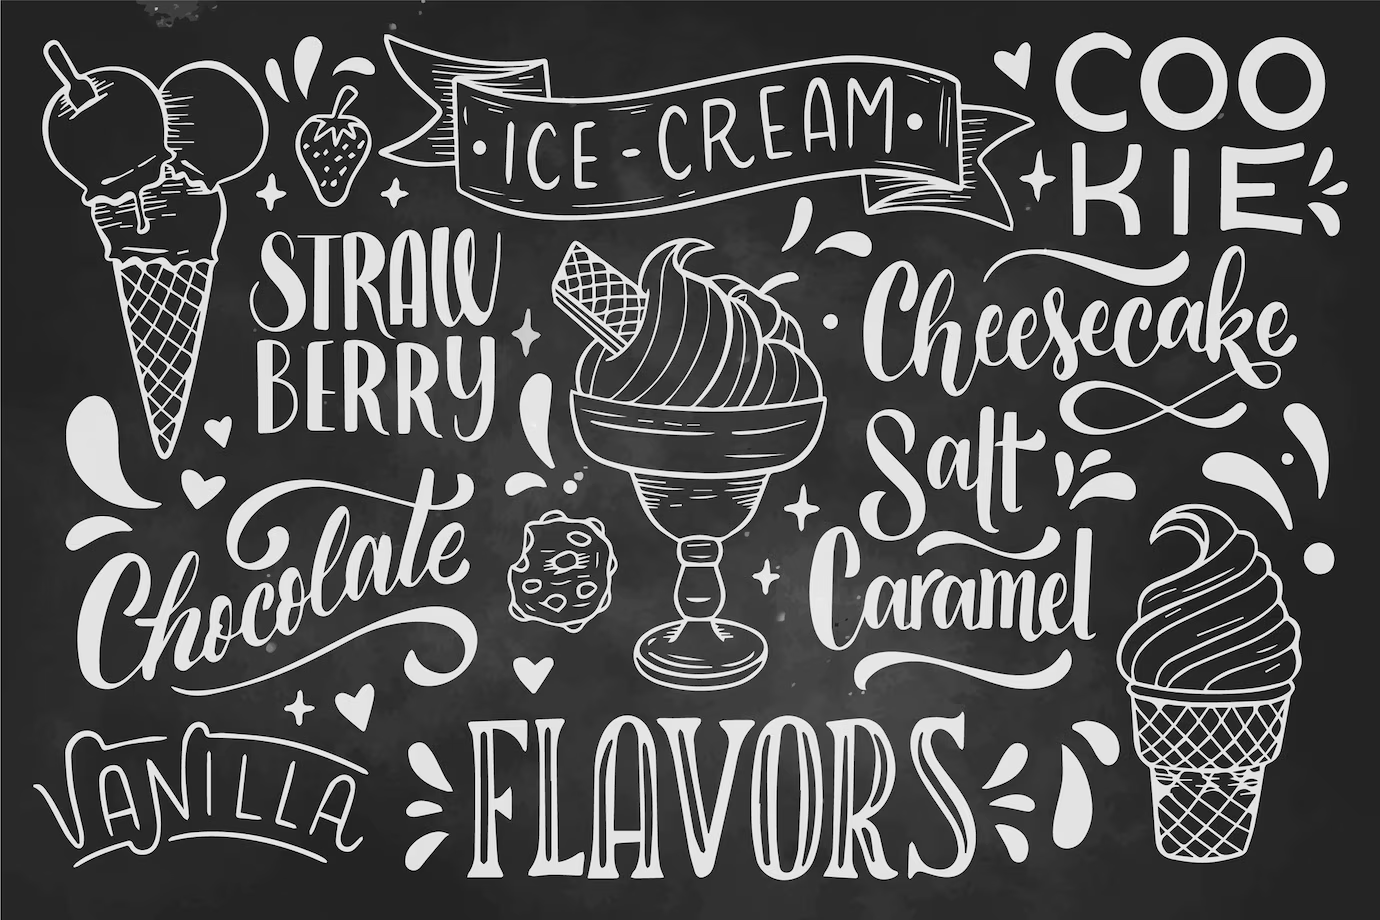 ICE-CREAM
COO
KIE
STRAW
BERRY
Cheesecake
Salt
Caramel
Chocolate
VANILLA
FLAVORS